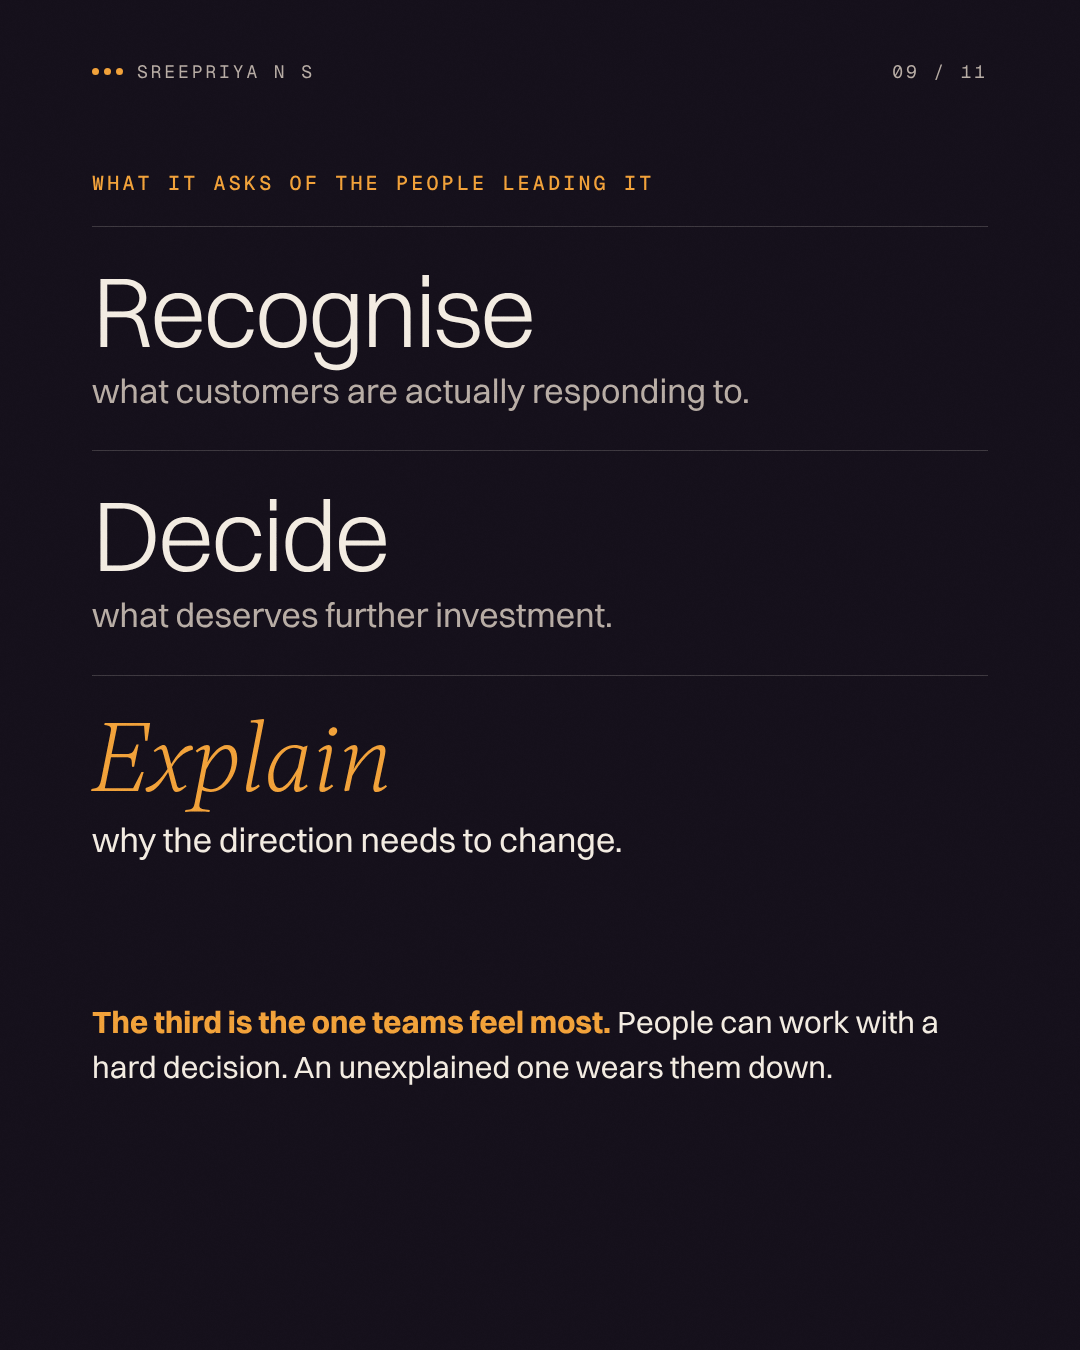 SREEPRIYA N S
09 / 11
WHAT IT ASKS OF THE PEOPLE LEADING IT
Recognise
what customers are actually responding to.
Decide
what deserves further investment.
Explain
why the direction needs to change.
The third is the one teams feel most. People can work with a
hard decision. An unexplained one wears them down.